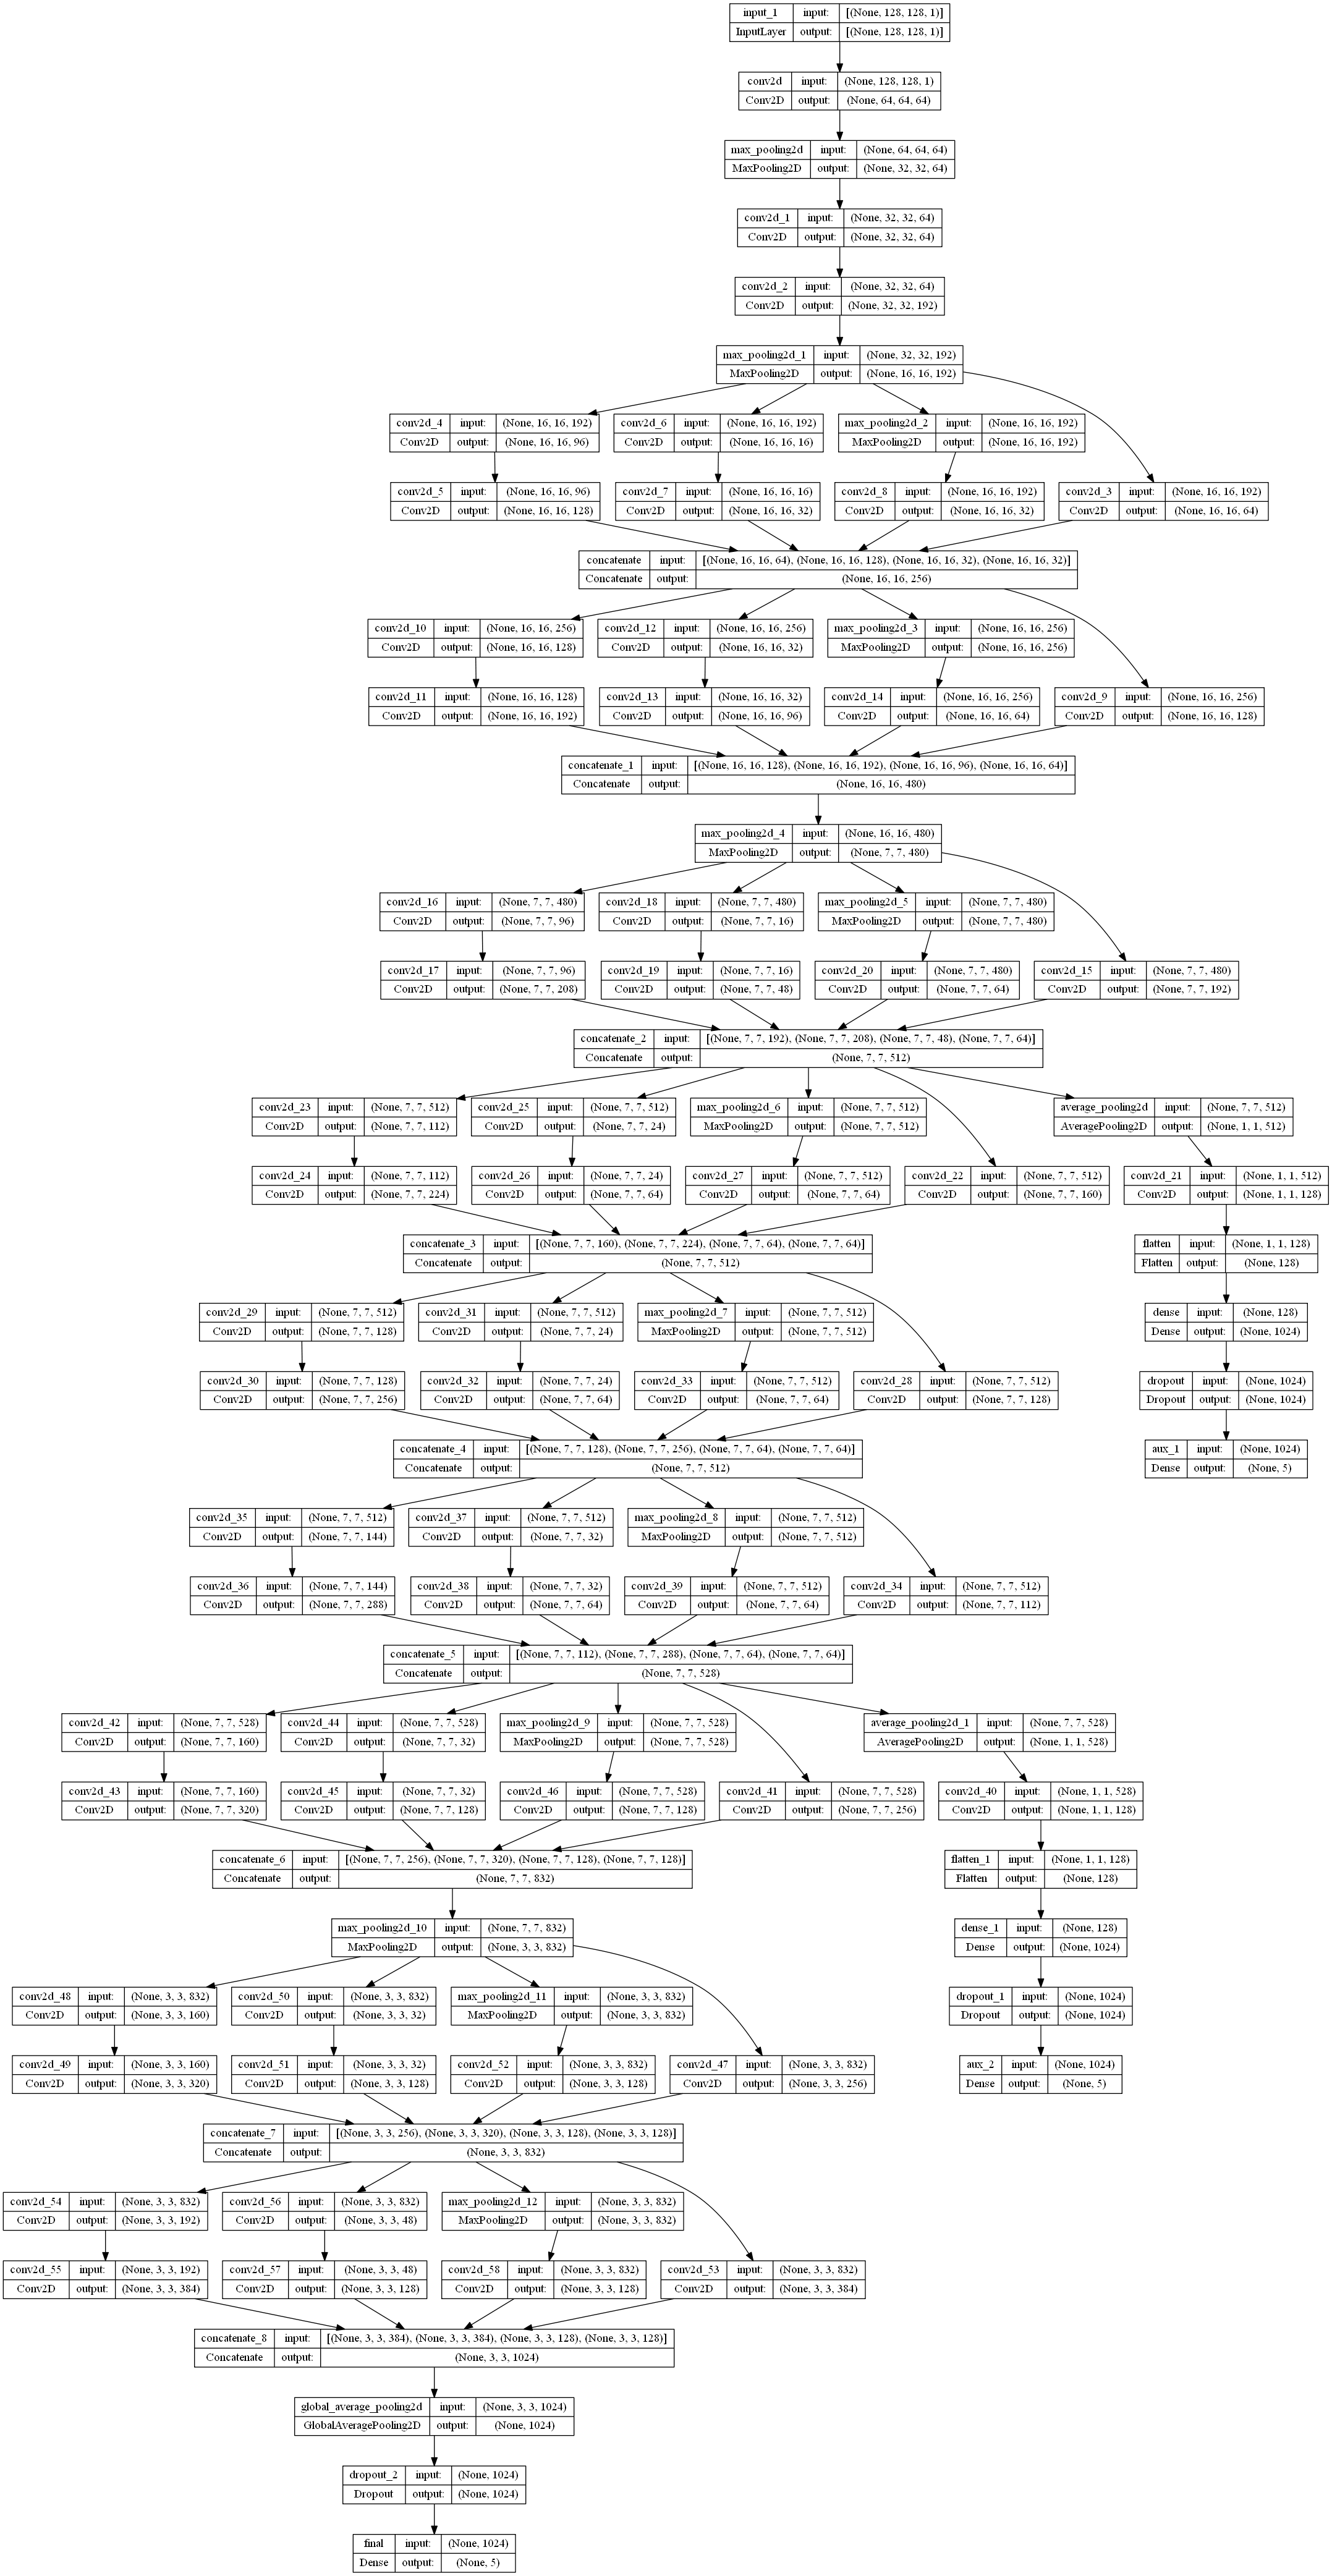 input_1 input: [(None, 128, 128, 1)]
InputLayer output: [(None, 128, 128, 1)]
conv2d input: (None, 128, 128, 1)
Conv2D output: (None, 64, 64, 64)
max_pooling2d input: (None, 64, 64, 64)
MaxPooling2D output: (None, 32, 32, 64)
conv2d_1 input: (None, 32, 32, 64)
Conv2D output: (None, 32, 32, 64)
conv2d_2 input: (None, 32, 32, 64)
Conv2D output: (None, 32, 32, 192)
max_pooling2d_1 input: (None, 32, 32, 192)
MaxPooling2D output: (None, 16, 16, 192)
conv2d_4 input: (None, 16, 16, 192)
Conv2D output: (None, 16, 16, 96)
conv2d_6 input: (None, 16, 16, 192)
Conv2D output: (None, 16, 16, 16)
max_pooling2d_2 input: (None, 16, 16, 192)
MaxPooling2D output: (None, 16, 16, 192)
conv2d_5 input: (None, 16, 16, 96)
Conv2D output: (None, 16, 16, 128)
conv2d_7 input: (None, 16, 16, 16)
Conv2D output: (None, 16, 16, 32)
conv2d_8 input: (None, 16, 16, 192)
Conv2D output: (None, 16, 16, 32)
conv2d_3 input: (None, 16, 16, 192)
Conv2D output: (None, 16, 16, 64)
concatenate input: [(None, 16, 16, 64), (None, 16, 16, 128), (None, 16, 16, 32), (None, 16, 16, 32)]
Concatenate output: (None, 16, 16, 256)
conv2d_10 input: (None, 16, 16, 256)
Conv2D output: (None, 16, 16, 128)
conv2d_12 input: (None, 16, 16, 256)
Conv2D output: (None, 16, 16, 32)
max_pooling2d_3 input: (None, 16, 16, 256)
MaxPooling2D output: (None, 16, 16, 256)
conv2d_11 input: (None, 16, 16, 128)
Conv2D output: (None, 16, 16, 192)
conv2d_13 input: (None, 16, 16, 32)
Conv2D output: (None, 16, 16, 96)
conv2d_14 input: (None, 16, 16, 256)
Conv2D output: (None, 16, 16, 64)
conv2d_9 input: (None, 16, 16, 256)
Conv2D output: (None, 16, 16, 128)
concatenate_1 input: [(None, 16, 16, 128), (None, 16, 16, 192), (None, 16, 16, 96), (None, 16, 16, 64)]
Concatenate output: (None, 16, 16, 480)
max_pooling2d_4 input: (None, 16, 16, 480)
MaxPooling2D output: (None, 7, 7, 480)
conv2d_16 input: (None, 7, 7, 480)
Conv2D output: (None, 7, 7, 96)
conv2d_18 input: (None, 7, 7, 480)
Conv2D output: (None, 7, 7, 16)
max_pooling2d_5 input: (None, 7, 7, 480)
MaxPooling2D output: (None, 7, 7, 480)
conv2d_17 input: (None, 7, 7, 96)
Conv2D output: (None, 7, 7, 208)
conv2d_19 input: (None, 7, 7, 16)
Conv2D output: (None, 7, 7, 48)
conv2d_20 input: (None, 7, 7, 480)
Conv2D output: (None, 7, 7, 64)
conv2d_15 input: (None, 7, 7, 480)
Conv2D output: (None, 7, 7, 192)
concatenate_2 input: [(None, 7, 7, 192), (None, 7, 7, 208), (None, 7, 7, 48), (None, 7, 7, 64)]
Concatenate output: (None, 7, 7, 512)
conv2d_23 input: (None, 7, 7, 512)
Conv2D output: (None, 7, 7, 112)
conv2d_25 input: (None, 7, 7, 512)
Conv2D output: (None, 7, 7, 24)
max_pooling2d_6 input: (None, 7, 7, 512)
MaxPooling2D output: (None, 7, 7, 512)
average_pooling2d input: (None, 7, 7, 512)
AveragePooling2D output: (None, 1, 1, 512)
conv2d_24 input: (None, 7, 7, 112)
Conv2D output: (None, 7, 7, 224)
conv2d_26 input: (None, 7, 7, 24)
Conv2D output: (None, 7, 7, 64)
conv2d_27 input: (None, 7, 7, 512)
Conv2D output: (None, 7, 7, 64)
conv2d_22 input: (None, 7, 7, 512)
Conv2D output: (None, 7, 7, 160)
conv2d_21 input: (None, 1, 1, 512)
Conv2D output: (None, 1, 1, 128)
concatenate_3 input: [(None, 7, 7, 160), (None, 7, 7, 224), (None, 7, 7, 64), (None, 7, 7, 64)]
Concatenate output: (None, 7, 7, 512)
flatten input: (None, 1, 1, 128)
Flatten output: (None, 128)
conv2d_29 input: (None, 7, 7, 512)
Conv2D output: (None, 7, 7, 128)
conv2d_31 input: (None, 7, 7, 512)
Conv2D output: (None, 7, 7, 24)
max_pooling2d_7 input: (None, 7, 7, 512)
MaxPooling2D output: (None, 7, 7, 512)
dense input: (None, 128)
Dense output: (None, 1024)
conv2d_30 input: (None, 7, 7, 128)
Conv2D output: (None, 7, 7, 256)
conv2d_32 input: (None, 7, 7, 24)
Conv2D output: (None, 7, 7, 64)
conv2d_33 input: (None, 7, 7, 512)
Conv2D output: (None, 7, 7, 64)
conv2d_28 input: (None, 7, 7, 512)
Conv2D output: (None, 7, 7, 128)
dropout input: (None, 1024)
Dropout output: (None, 1024)
concatenate_4 input: [(None, 7, 7, 128), (None, 7, 7, 256), (None, 7, 7, 64), (None, 7, 7, 64)]
Concatenate output: (None, 7, 7, 512)
aux_1 input: (None, 1024)
Dense output: (None, 5)
conv2d_35 input: (None, 7, 7, 512)
Conv2D output: (None, 7, 7, 144)
conv2d_37 input: (None, 7, 7, 512)
Conv2D output: (None, 7, 7, 32)
max_pooling2d_8 input: (None, 7, 7, 512)
MaxPooling2D output: (None, 7, 7, 512)
conv2d_36 input: (None, 7, 7, 144)
Conv2D output: (None, 7, 7, 288)
conv2d_38 input: (None, 7, 7, 32)
Conv2D output: (None, 7, 7, 64)
conv2d_39 input: (None, 7, 7, 512)
Conv2D output: (None, 7, 7, 64)
conv2d_34 input: (None, 7, 7, 512)
Conv2D output: (None, 7, 7, 112)
concatenate_5 input: [(None, 7, 7, 112), (None, 7, 7, 288), (None, 7, 7, 64), (None, 7, 7, 64)]
Concatenate output: (None, 7, 7, 528)
conv2d_42 input: (None, 7, 7, 528)
Conv2D output: (None, 7, 7, 160)
conv2d_44 input: (None, 7, 7, 528)
Conv2D output: (None, 7, 7, 32)
max_pooling2d_9 input: (None, 7, 7, 528)
MaxPooling2D output: (None, 7, 7, 528)
average_pooling2d_1 input: (None, 7, 7, 528)
AveragePooling2D output: (None, 1, 1, 528)
conv2d_43 input: (None, 7, 7, 160)
Conv2D output: (None, 7, 7, 320)
conv2d_45 input: (None, 7, 7, 32)
Conv2D output: (None, 7, 7, 128)
conv2d_46 input: (None, 7, 7, 528)
Conv2D output: (None, 7, 7, 128)
conv2d_41 input: (None, 7, 7, 528)
Conv2D output: (None, 7, 7, 256)
conv2d_40 input: (None, 1, 1, 528)
Conv2D output: (None, 1, 1, 128)
concatenate_6 input: [(None, 7, 7, 256), (None, 7, 7, 320), (None, 7, 7, 128), (None, 7, 7, 128)]
Concatenate output: (None, 7, 7, 832)
flatten_1 input: (None, 1, 1, 128)
Flatten output: (None, 128)
max_pooling2d_10 input: (None, 7, 7, 832)
MaxPooling2D output: (None, 3, 3, 832)
dense_1 input: (None, 128)
Dense output: (None, 1024)
conv2d_48 input: (None, 3, 3, 832)
Conv2D output: (None, 3, 3, 160)
conv2d_50 input: (None, 3, 3, 832)
Conv2D output: (None, 3, 3, 32)
max_pooling2d_11 input: (None, 3, 3, 832)
MaxPooling2D output: (None, 3, 3, 832)
dropout_1 input: (None, 1024)
Dropout output: (None, 1024)
conv2d_49 input: (None, 3, 3, 160)
Conv2D output: (None, 3, 3, 320)
conv2d_51 input: (None, 3, 3, 32)
Conv2D output: (None, 3, 3, 128)
conv2d_52 input: (None, 3, 3, 832)
Conv2D output: (None, 3, 3, 128)
conv2d_47 input: (None, 3, 3, 832)
Conv2D output: (None, 3, 3, 256)
aux_2 input: (None, 1024)
Dense output: (None, 5)
concatenate_7 input: [(None, 3, 3, 256), (None, 3, 3, 320), (None, 3, 3, 128), (None, 3, 3, 128)]
Concatenate output: (None, 3, 3, 832)
conv2d_54 input: (None, 3, 3, 832)
Conv2D output: (None, 3, 3, 192)
conv2d_56 input: (None, 3, 3, 832)
Conv2D output: (None, 3, 3, 48)
max_pooling2d_12 input: (None, 3, 3, 832)
MaxPooling2D output: (None, 3, 3, 832)
conv2d_55 input: (None, 3, 3, 192)
Conv2D output: (None, 3, 3, 384)
conv2d_57 input: (None, 3, 3, 48)
Conv2D output: (None, 3, 3, 128)
conv2d_58 input: (None, 3, 3, 832)
Conv2D output: (None, 3, 3, 128)
conv2d_53 input: (None, 3, 3, 832)
Conv2D output: (None, 3, 3, 384)
concatenate_8 input: [(None, 3, 3, 384), (None, 3, 3, 384), (None, 3, 3, 128), (None, 3, 3, 128)]
Concatenate output: (None, 3, 3, 1024)
global_average_pooling2d input: (None, 3, 3, 1024)
GlobalAveragePooling2D output: (None, 1024)
dropout_2 input: (None, 1024)
Dropout output: (None, 1024)
final input: (None, 1024)
Dense output: (None, 5)